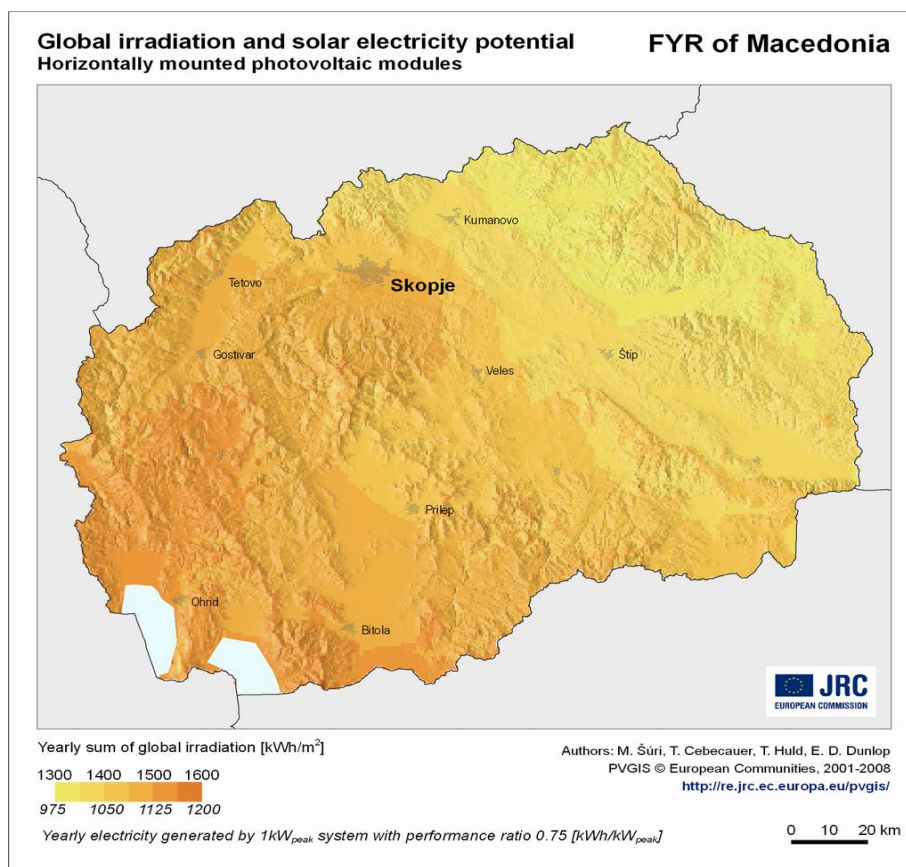 Global irradiation and solar electricity potential
Horizontally mounted photovoltaic modules
FYR of Macedonia
Kumanovo
Tetovo
Skopje
Gostivar
Štip
Veles
Prilep
Ohrid
Bitola
JRC
EUROPEAN COMMISSION
Yearly sum of global irradiation [kWh/m²]
1300 1400 1500 1600
975 1050 1125 1200
Yearly electricity generated by 1kWpeak system with performance ratio 0.75 [kWh/kWpeak]
Authors: M. Šúri, T. Cebecauer, T. Huld, E. D. Dunlop
PVGIS © European Communities, 2001-2008
http://re.jrc.ec.europa.eu/pvgis/
0 10 20 km